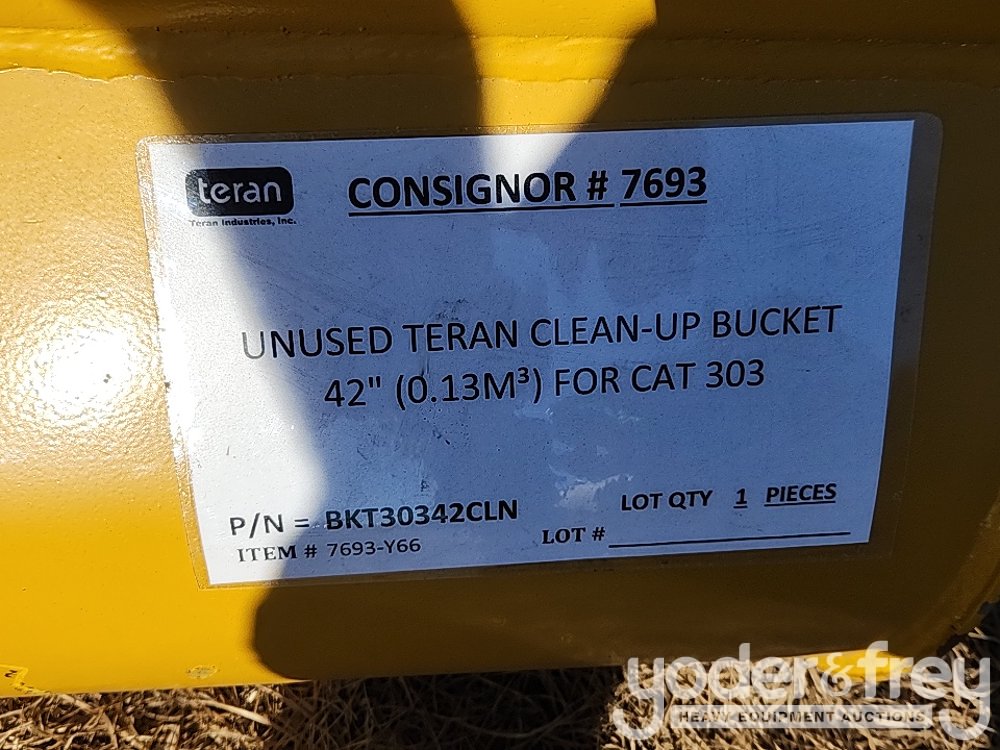 teran
Teran Industries, Inc.
CONSIGNOR # 7693
UNUSED TERAN CLEAN-UP BUCKET
42" (0.13M³) FOR CAT 303
P/N = BKT30342CLN
LOT QTY 1 PIECES
ITEM # 7693-Y66
LOT #
yoder&frey
HEAVY EQUIPMENT AUCTIONS